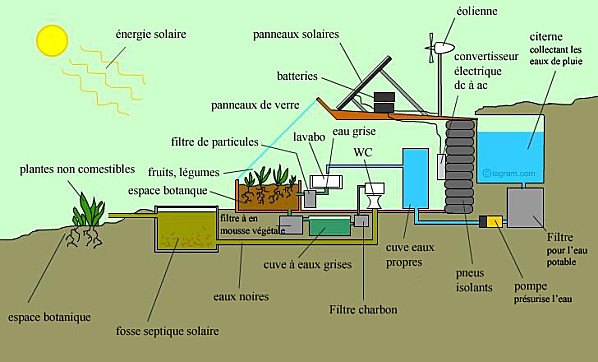 éolienne
énergie solaire
panneaux solaires
citerne
collectant les
eaux de pluie
convertisseur
électrique
dc à ac
batteries
panneaux de verre
eau grise
lavabo
filtre de particules
WC
fruits, légumes
plantes non comestibles
espace botanque
©iagram.com
filtre à en
mousse végétale
cuve à eaux grises
cuve eaux
propres
Filtre
pour l'eau
potable
pneus
isolants
pompe
présurise l'eau
eaux noires
Filtre charbon
espace botanique
fosse septique solaire